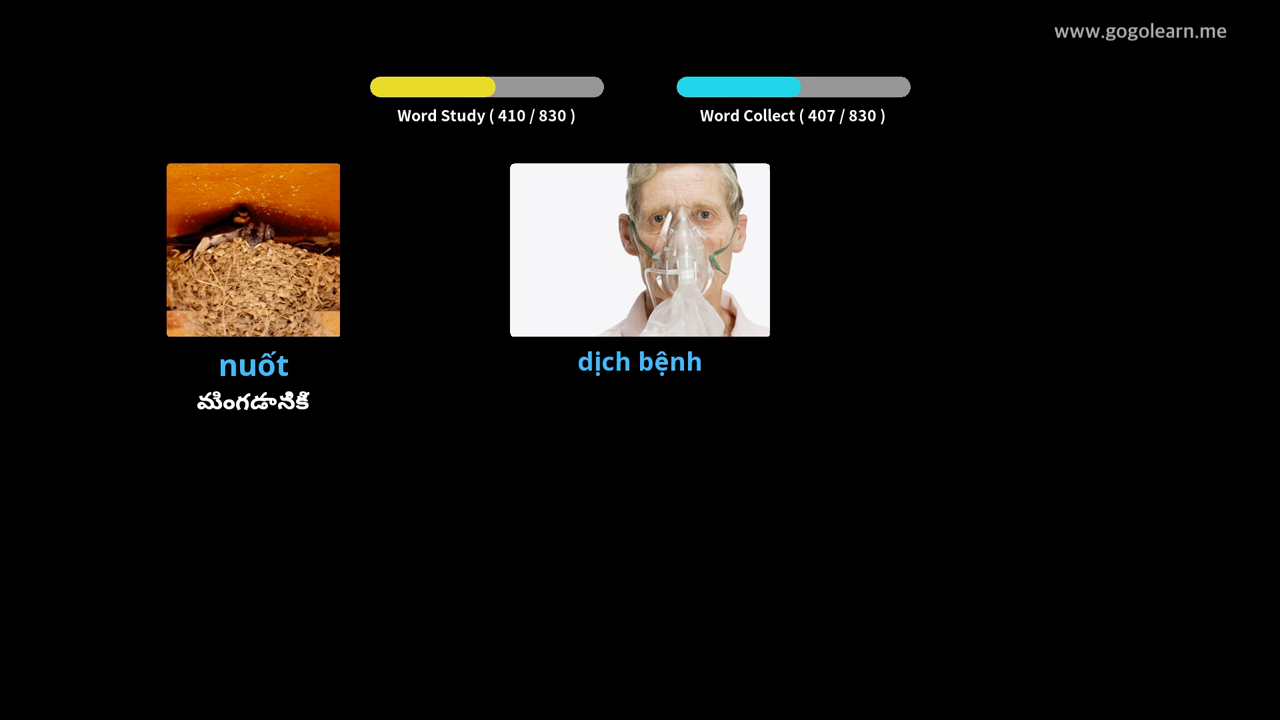 www.gogolearn.me
Word Study ( 410 / 830 )
Word Collect ( 407 / 830 )
nuốt
dịch bệnh
మింగడానికి